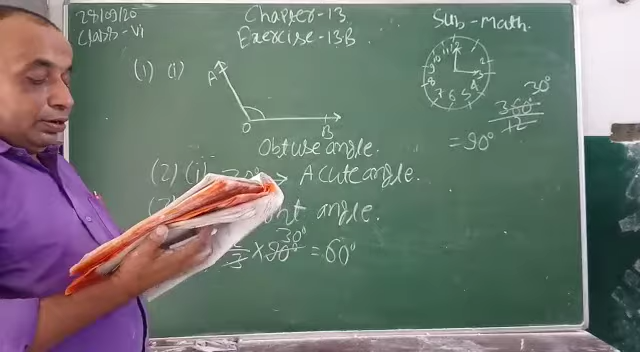 28/09/20
Class-VI
Chapter-13
Exercise-13B
Sub-Math.
(1) (i)
A
O
B
Obtuse angle.
30°
360°
12
= 90°
(2) (i)
Acute angle.
angle.
3 × 90° = 60°
30°